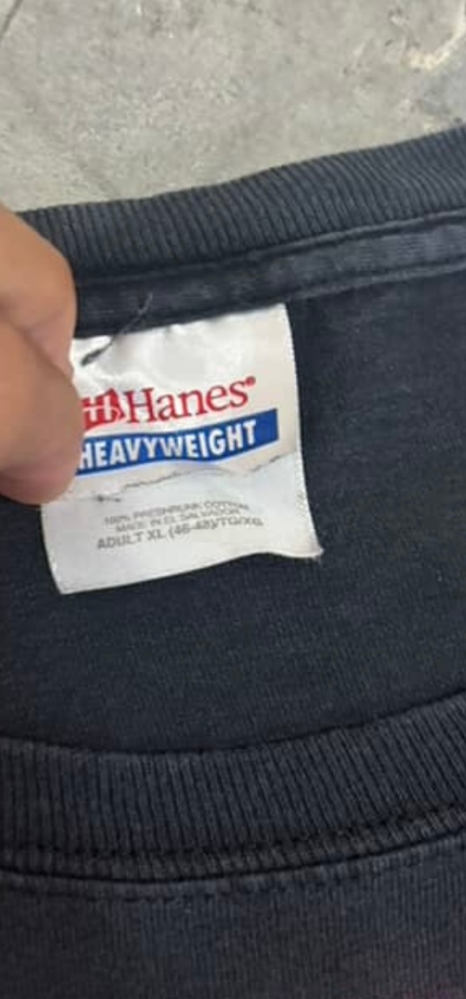 Hanes®
HEAVYWEIGHT
100% PRESHRUNK COTTON
MADE IN EL SALVADOR
ADULT XL (46-48)/TG/XG